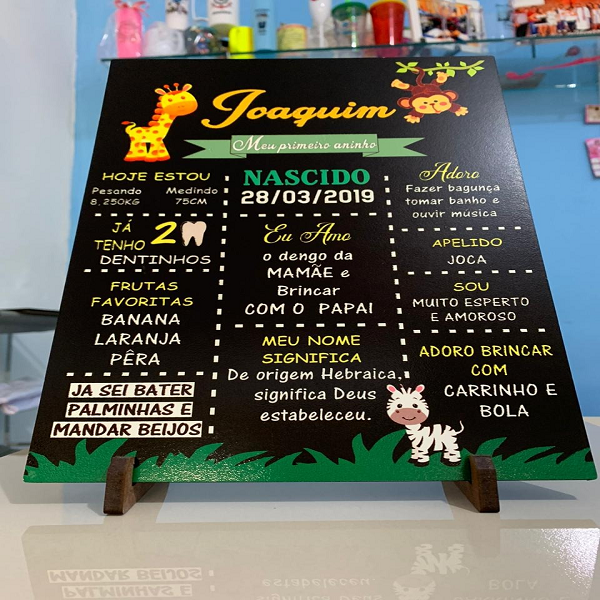 Joaquim
Meu primeiro aninho
HOJE ESTOU
Pesando Medindo
8,250KG 75CM
JÁ
TENHO 2
DENTINHOS
FRUTAS
FAVORITAS
BANANA
LARANJA
PÊRA
JA SEI BATER
PALMINHAS E
MANDAR BEIJOS
NASCIDO
28/03/2019
Eu Amo
o dengo da
MAMÃE e
Brincar
COM O PAPAI
MEU NOME
SIGNIFICA
De origem Hebraica,
significa Deus
estabeleceu.
Adoro
Fazer bagunça
tomar banho e
ouvir música
APELIDO
JOCA
SOU
MUITO ESPERTO
E AMOROSO
ADORO BRINCAR
COM
CARRINHO E
BOLA